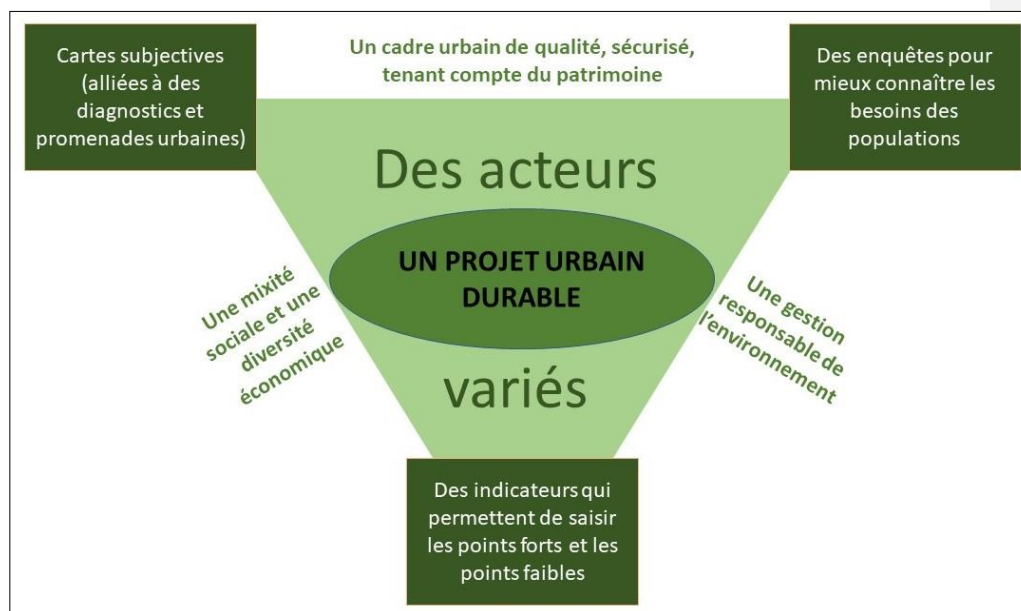 Cartes subjectives
(alliées à des
diagnostics et
promenades urbaines)
Un cadre urbain de qualité, sécurisé,
tenant compte du patrimoine
Des enquêtes pour
mieux connaître les
besoins des
populations
Des acteurs
UN PROJET URBAIN
DURABLE
variés
Une mixité
sociale et une
diversité
économique
Une gestion
responsable de
l'environnement
Des indicateurs qui
permettent de saisir
les points forts et les
points faibles